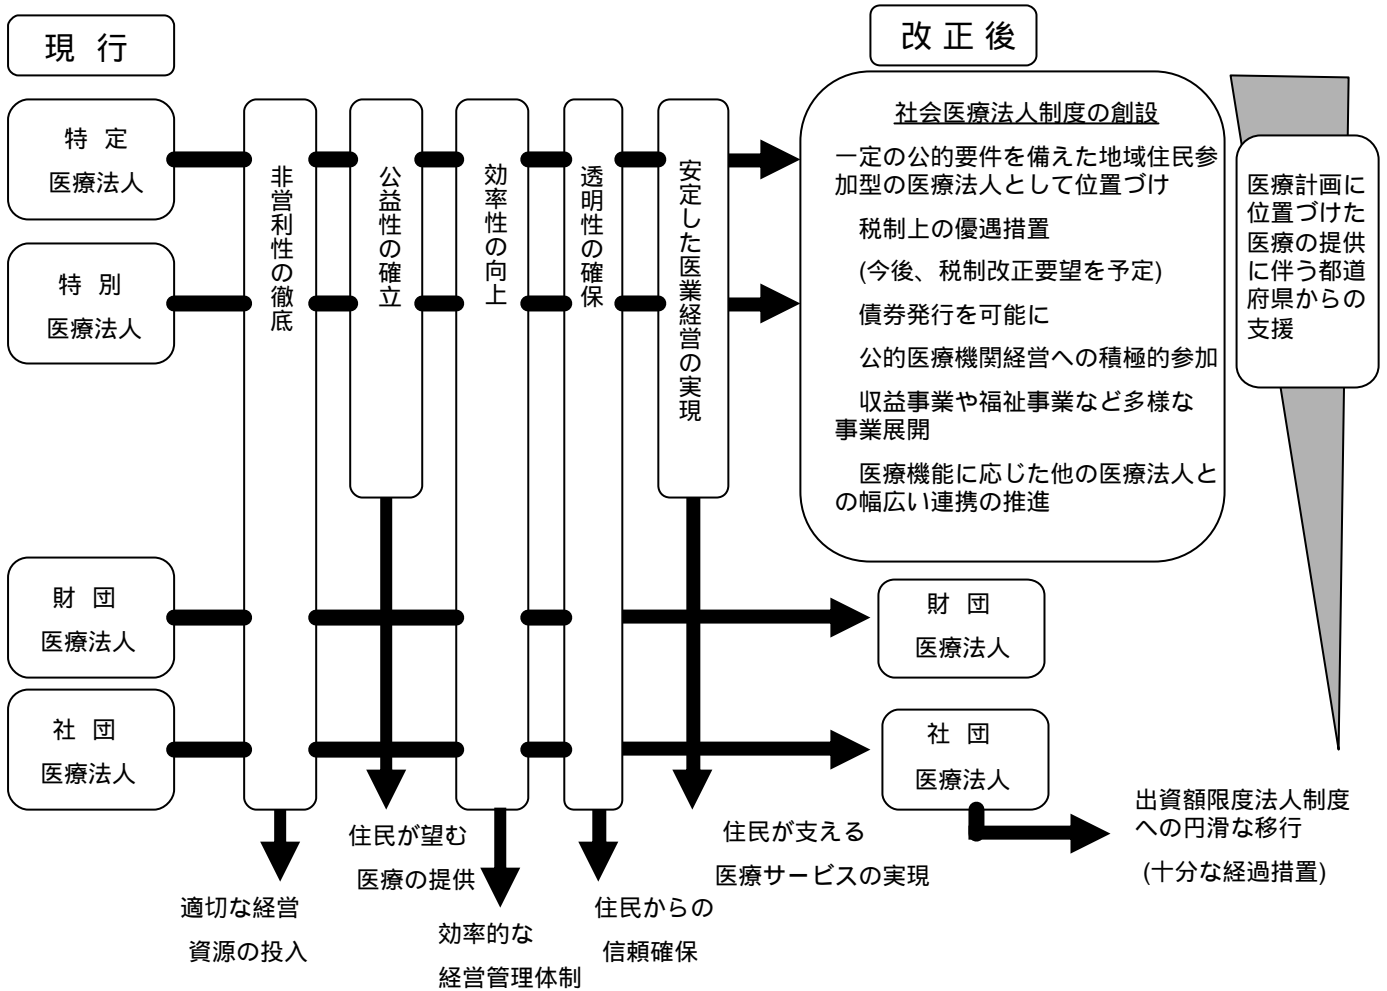 現 行
改 正 後
特 定
医療法人
特 別
医療法人
財 団
医療法人
社 団
医療法人
非営利性の徹底
公益性の確立
効率性の向上
透明性の確保
安定した医業経営の実現
社会医療法人制度の創設
一定の公的要件を備えた地域住民参
加型の医療法人として位置づけ
税制上の優遇措置
(今後、税制改正要望を予定)
債券発行を可能に
公的医療機関経営への積極的参加
収益事業や福祉事業など多様な
事業展開
医療機能に応じた他の医療法人と
の幅広い連携の推進
医療計画に
位置づけた
医療の提供
に伴う都道
府県からの
支援
財 団
医療法人
社 団
医療法人
出資額限度法人制度
への円滑な移行
(十分な経過措置)
適切な経営
資源の投入
住民が望む
医療の提供
効率的な
経営管理体制
住民からの
信頼確保
住民が支える
医療サービスの実現